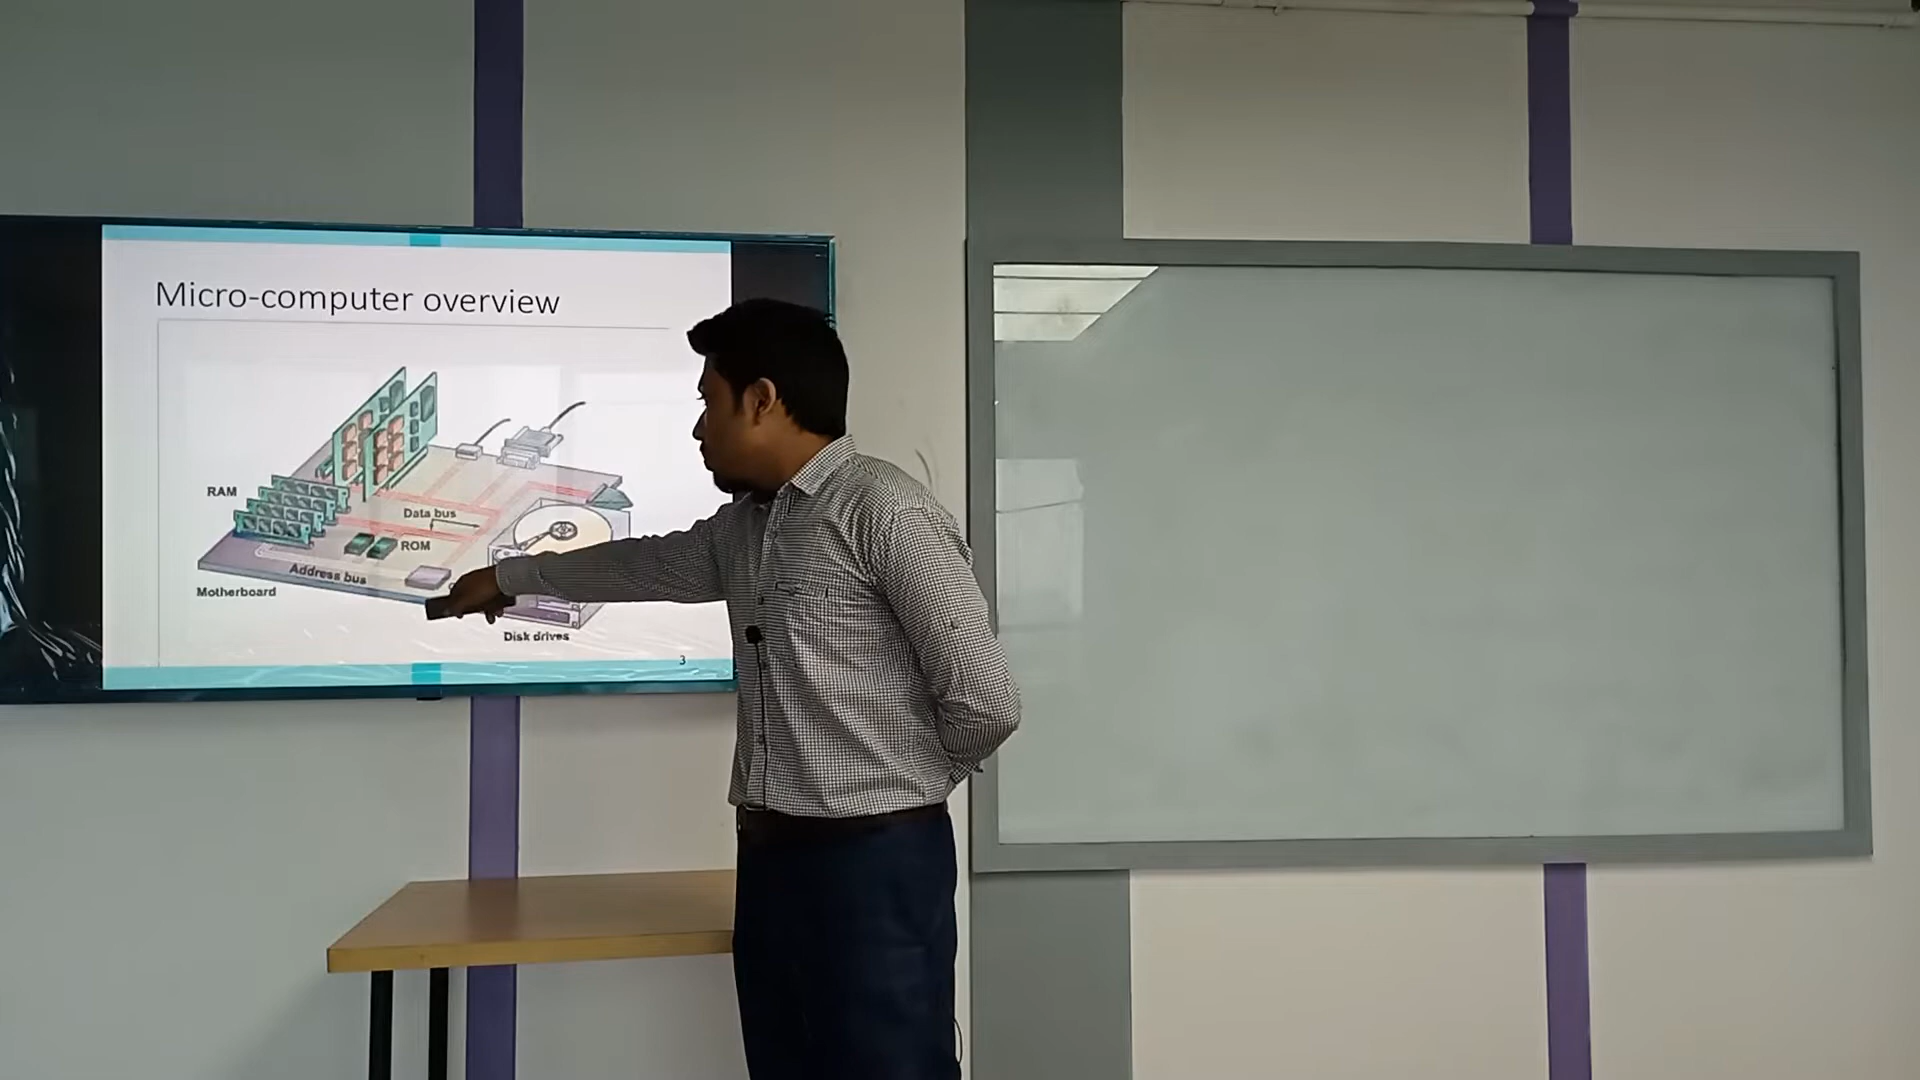 Micro-computer overview
RAM
Data bus
ROM
Address bus
Motherboard
Disk drives
3